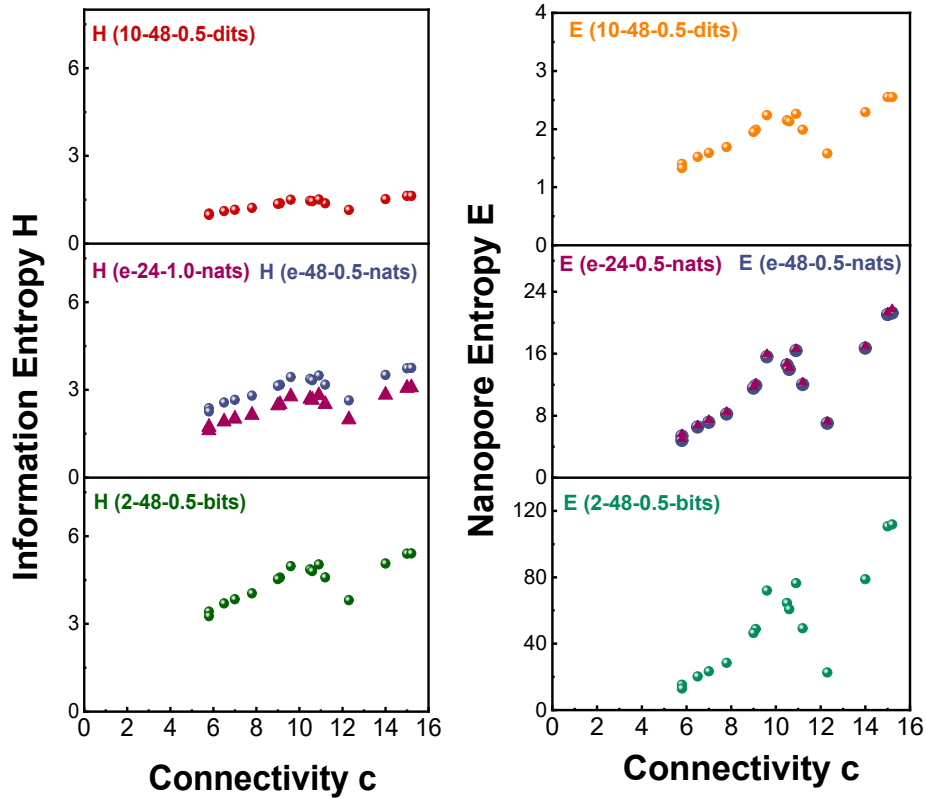 Information Entropy H
H (10-48-0.5-dits)
6
3
0
H (e-24-1.0-nats) H (e-48-0.5-nats)
6
3
0
H (2-48-0.5-bits)
6
3
0
0 2 4 6 8 10 12 14 16
Connectivity c
Nanopore Entropy E
E (10-48-0.5-dits)
4
3
2
1
0
E (e-24-0.5-nats) E (e-48-0.5-nats)
24
16
8
0
E (2-48-0.5-bits)
120
80
40
0
0 2 4 6 8 10 12 14 16
Connectivity c